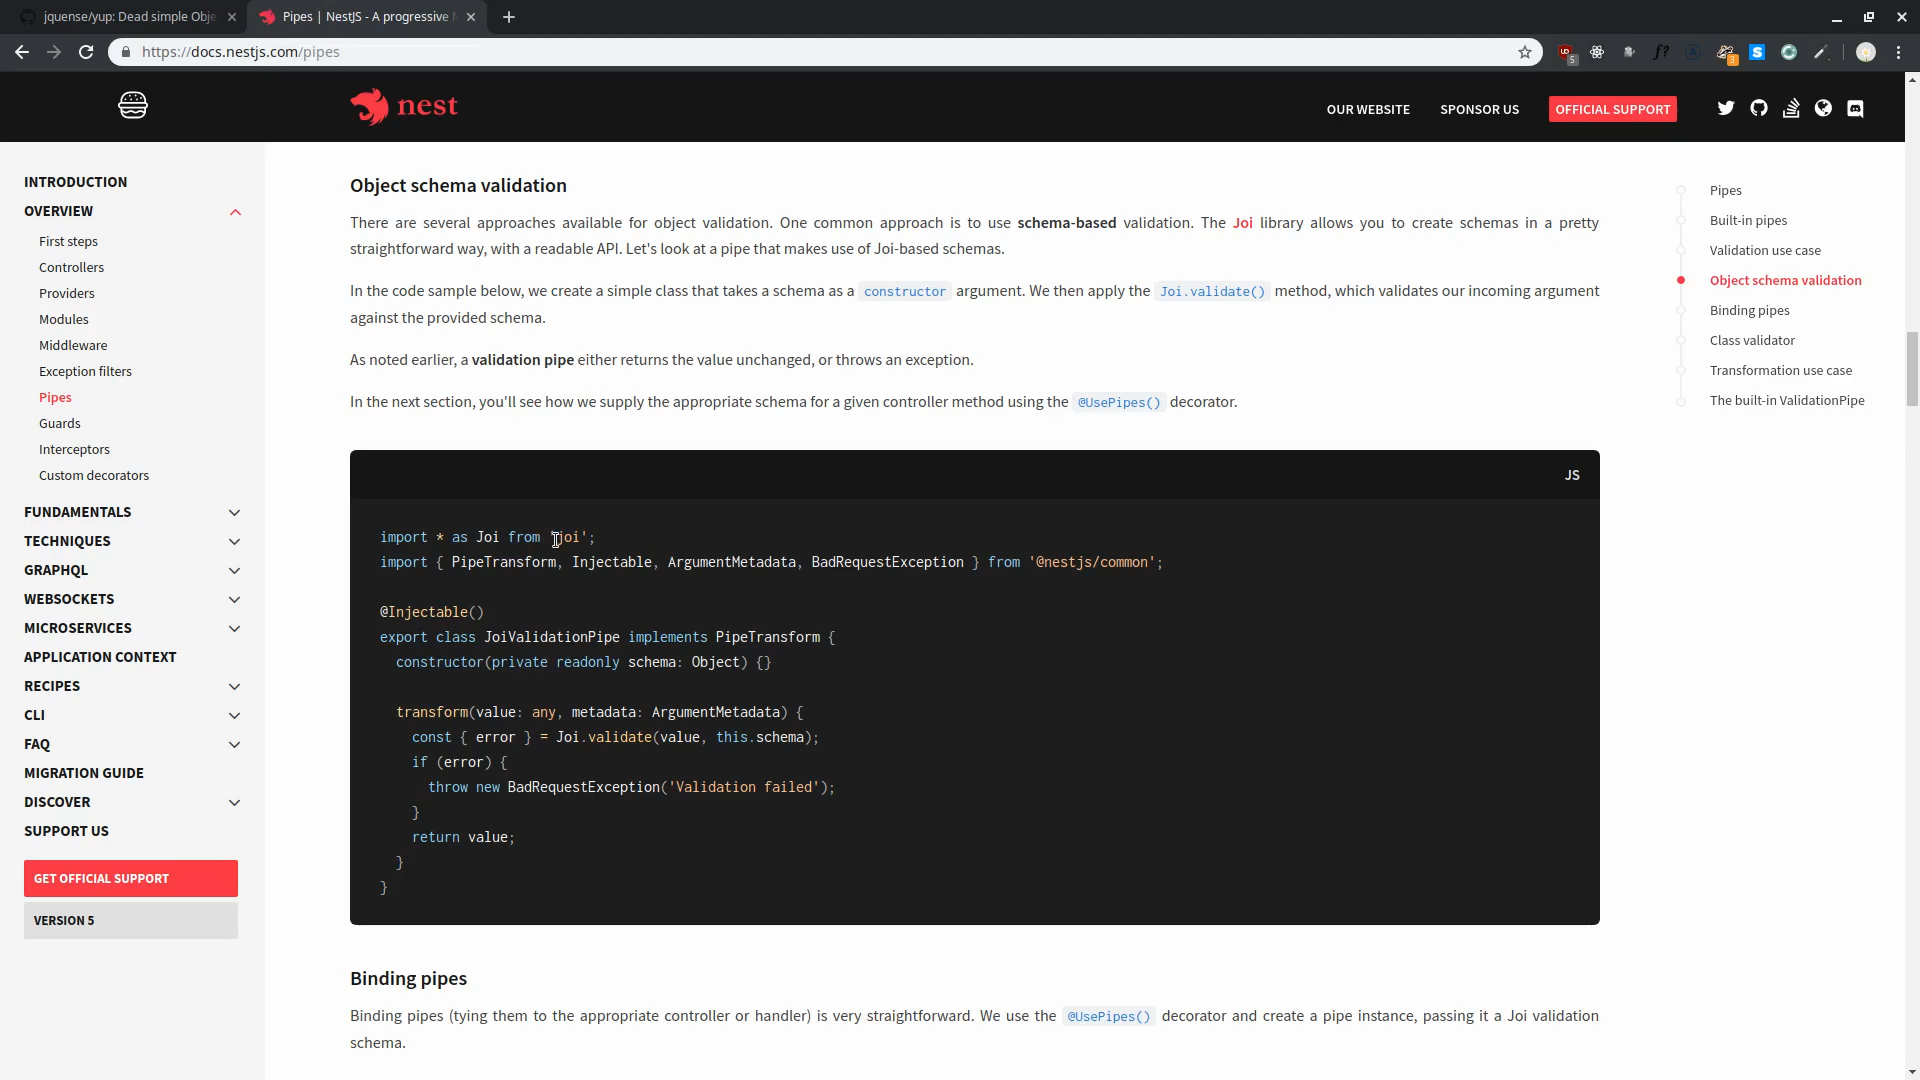 jquense/yup: Dead simple Obje
Pipes | NestJS - A progressive N
https://docs.nestjs.com/pipes
5
f?
3
S
nest
OUR WEBSITE
SPONSOR US
OFFICIAL SUPPORT
INTRODUCTION
OVERVIEW
First steps
Controllers
Providers
Modules
Middleware
Exception filters
Pipes
Guards
Interceptors
Custom decorators
FUNDAMENTALS
TECHNIQUES
GRAPHQL
WEBSOCKETS
MICROSERVICES
APPLICATION CONTEXT
RECIPES
CLI
FAQ
MIGRATION GUIDE
DISCOVER
SUPPORT US
GET OFFICIAL SUPPORT
VERSION 5
Object schema validation
There are several approaches available for object validation. One common approach is to use schema-based validation. The Joi library allows you to create schemas in a pretty
straightforward way, with a readable API. Let's look at a pipe that makes use of Joi-based schemas.
In the code sample below, we create a simple class that takes a schema as a constructor argument. We then apply the Joi.validate() method, which validates our incoming argument
against the provided schema.
As noted earlier, a validation pipe either returns the value unchanged, or throws an exception.
In the next section, you'll see how we supply the appropriate schema for a given controller method using the @UsePipes() decorator.
JS
import * as Joi from 'joi';
import { PipeTransform, Injectable, ArgumentMetadata, BadRequestException } from '@nestjs/common';
@Injectable()
export class JoiValidationPipe implements PipeTransform {
constructor(private readonly schema: Object) {}
transform(value: any, metadata: ArgumentMetadata) {
const { error } = Joi.validate(value, this.schema);
if (error) {
throw new BadRequestException('Validation failed');
}
return value;
}
}
Binding pipes
Binding pipes (tying them to the appropriate controller or handler) is very straightforward. We use the @UsePipes() decorator and create a pipe instance, passing it a Joi validation
schema.
Pipes
Built-in pipes
Validation use case
Object schema validation
Binding pipes
Class validator
Transformation use case
The built-in ValidationPipe